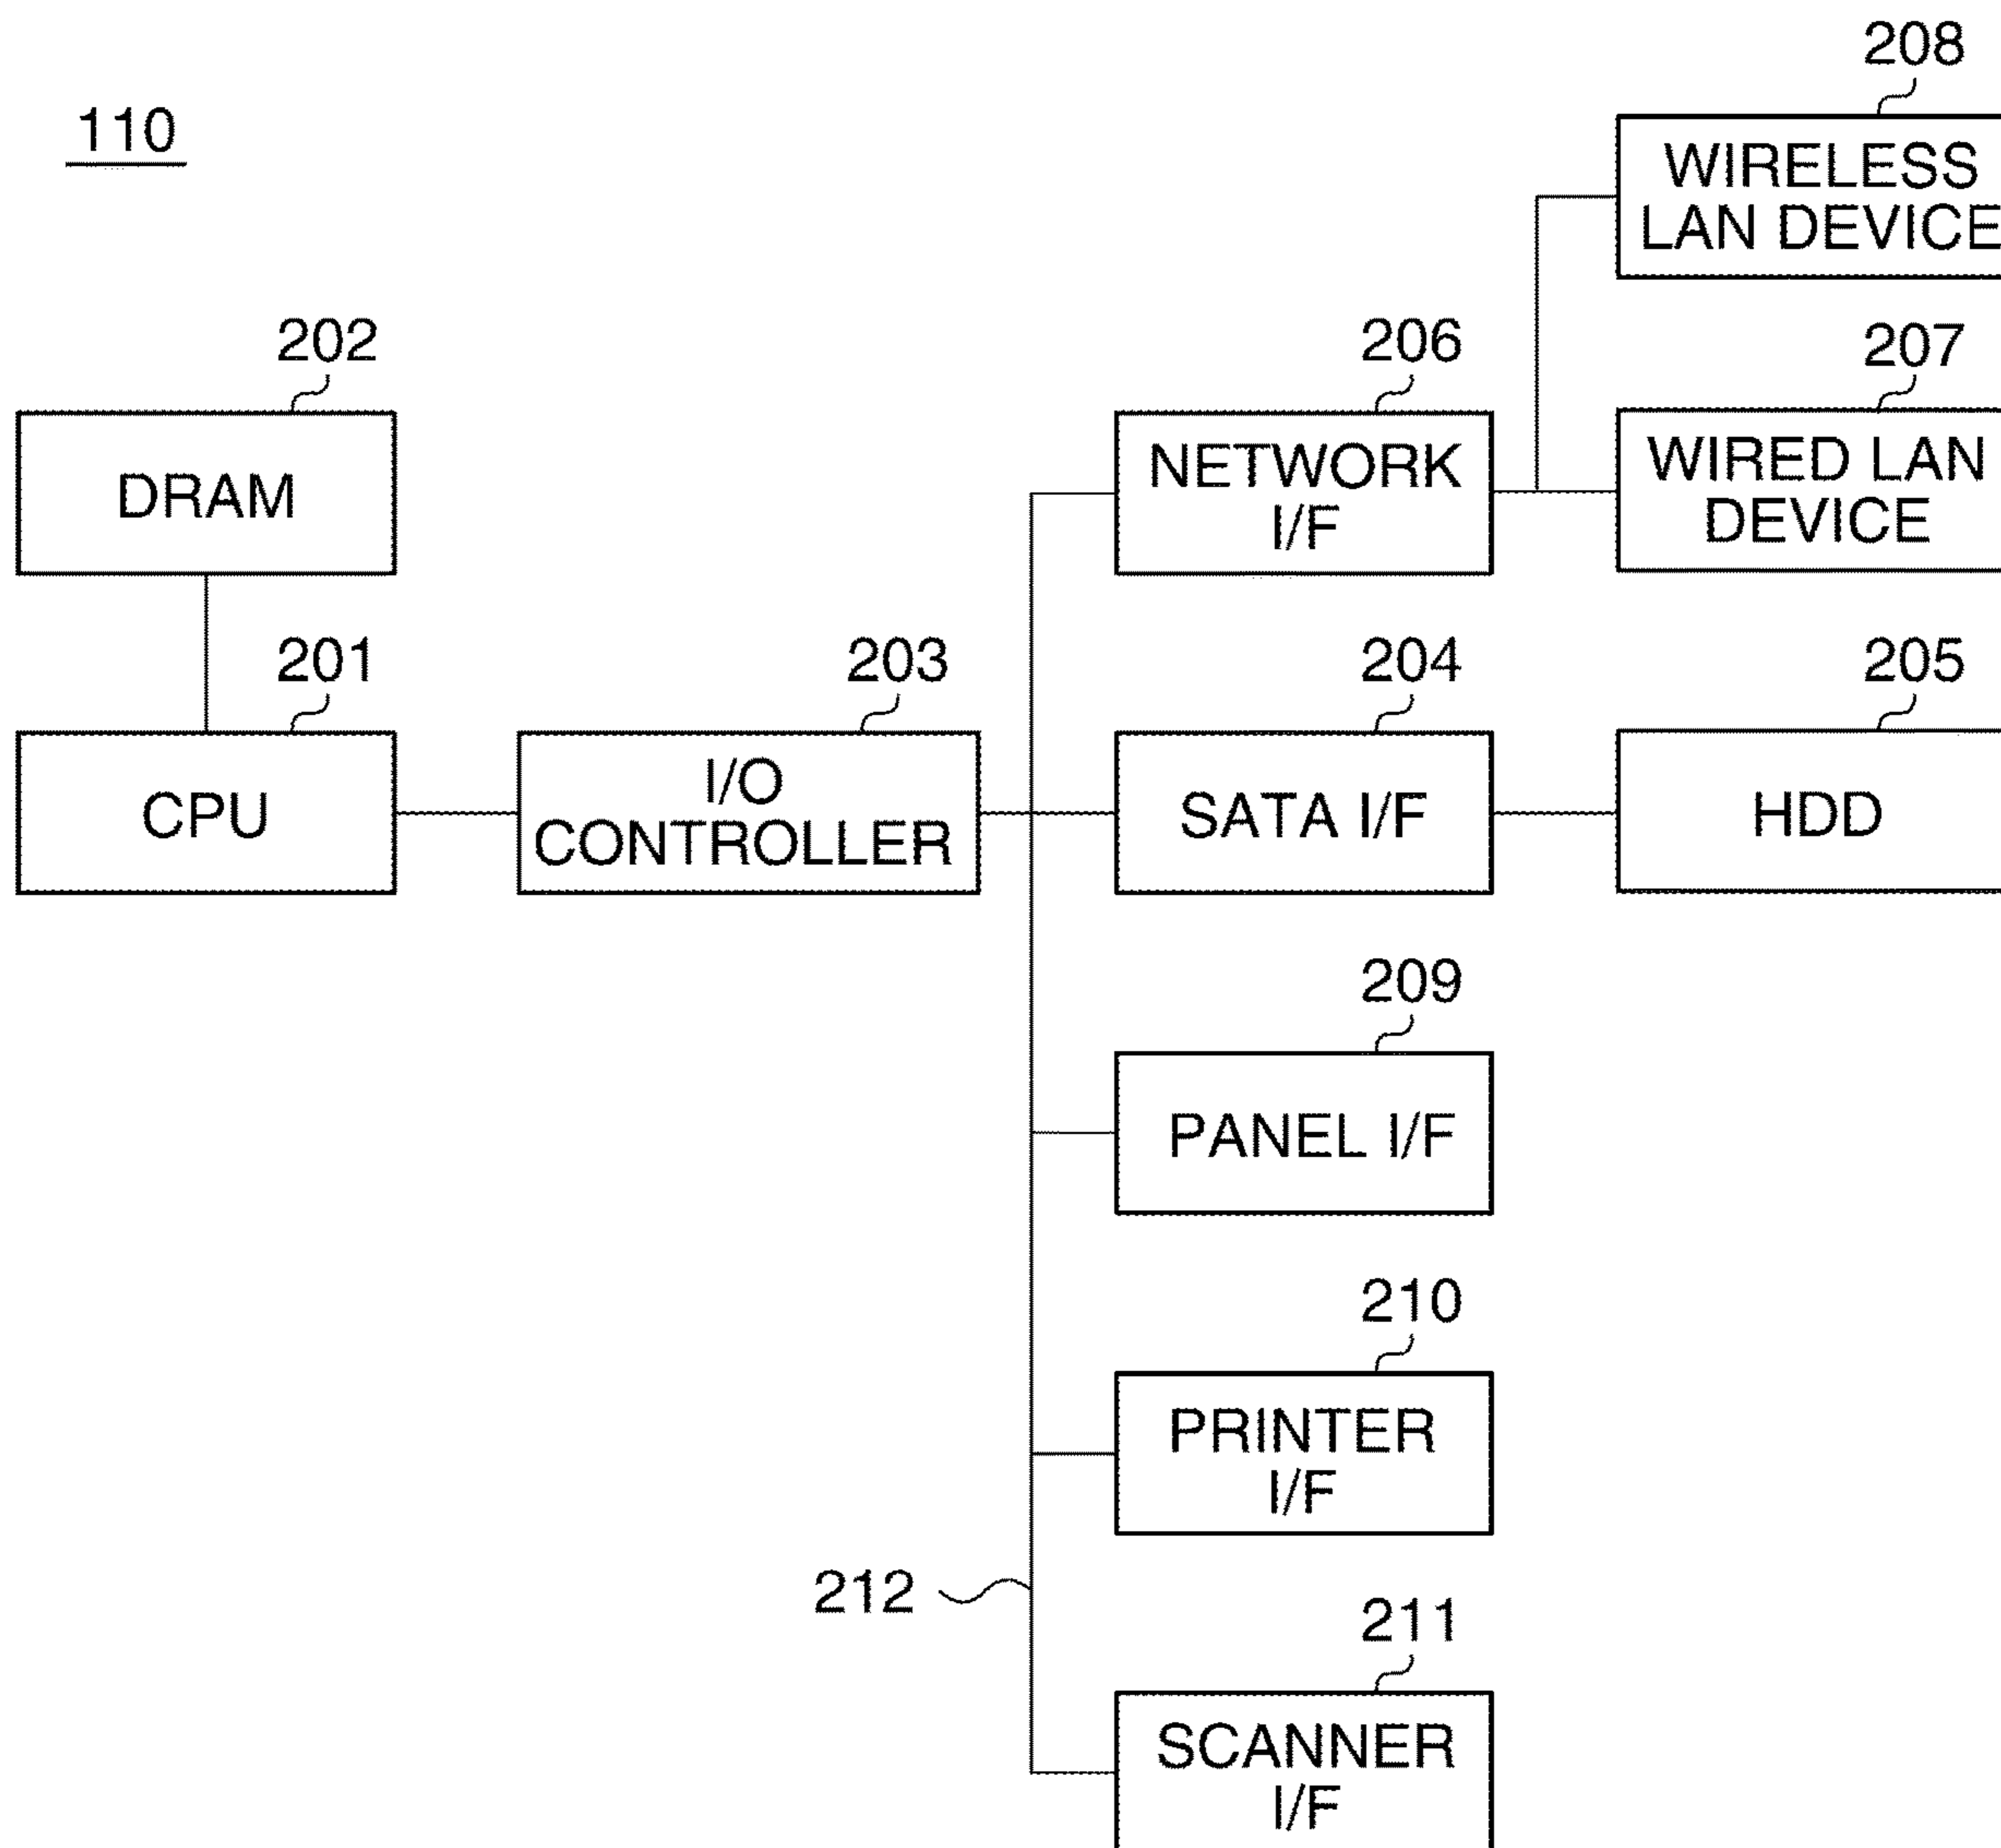 208
110
WIRELESS
LAN DEVICE
202
206
207
DRAM
NETWORK
I/F
WIRED LAN
DEVICE
201
203
204
205
CPU
I/O
CONTROLLER
SATA I/F
HDD
209
PANEL I/F
210
PRINTER
I/F
212
211
SCANNER
I/F